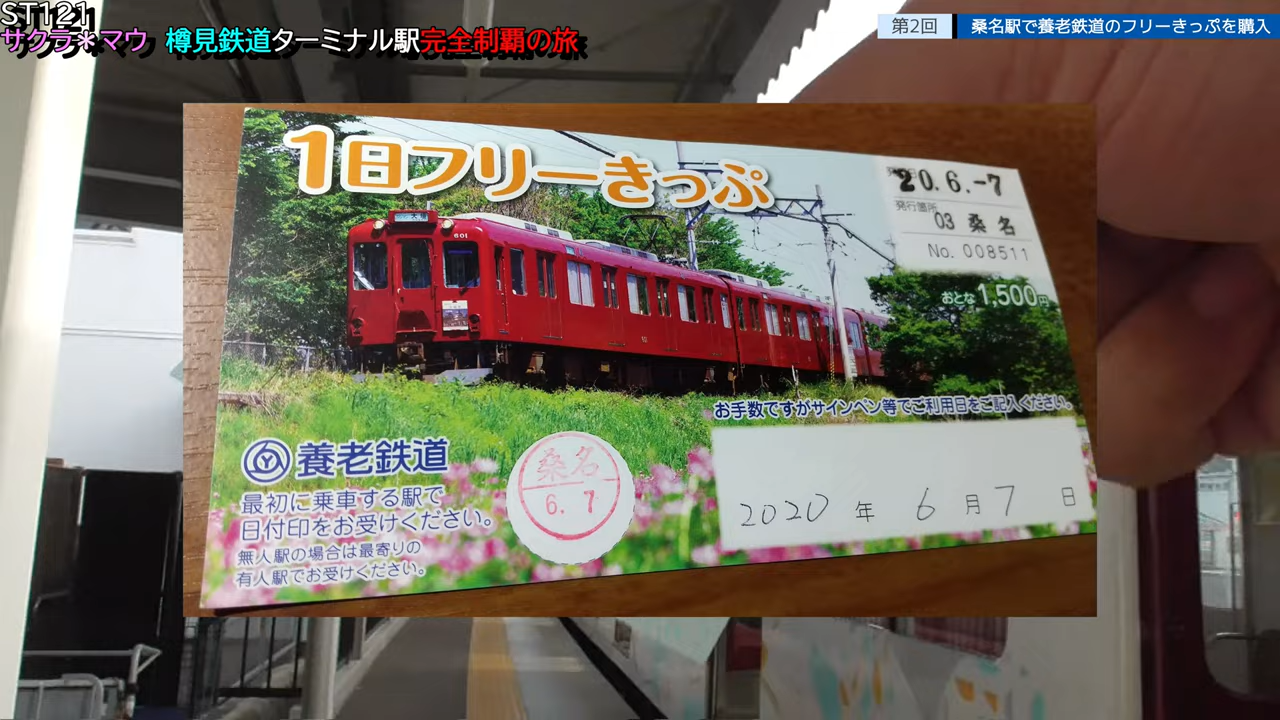 ST121
サクラ＊マウ 樽見鉄道ターミナル駅完全制覇の旅
第2回 桑名駅で養老鉄道のフリーきっぷを購入
1日フリーきっぷ
20.6.-7
発行箇所
03 桑名
No. 008511
おとな1,500円
601
お手数ですがサインペン等でご利用日をご記入ください。
2020 年 6 月 7 日
養老鉄道
最初に乗車する駅で
日付印をお受けください。
無人駅の場合は最寄りの
有人駅でお受けください。
桑名
6. 7